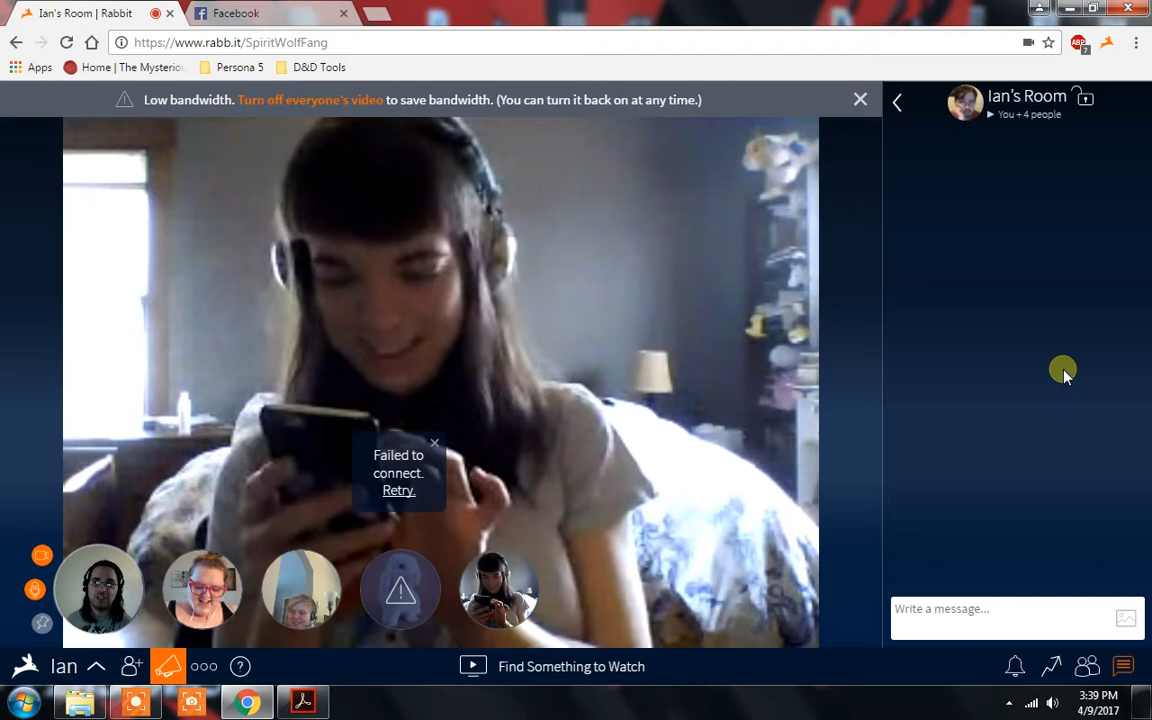 Ian's Room | Rabbit
Facebook
https://www.rabb.it/SpiritWolfFang
ABP
7
Apps
Home | The Mysteriou
Persona 5
D&D Tools
Low bandwidth. Turn off everyone's video to save bandwidth. (You can turn it back on at any time.)
Ian's Room
You + 4 people
Failed to
connect.
Retry.
Write a message...
Ian
Find Something to Watch
3:39 PM
4/9/2017